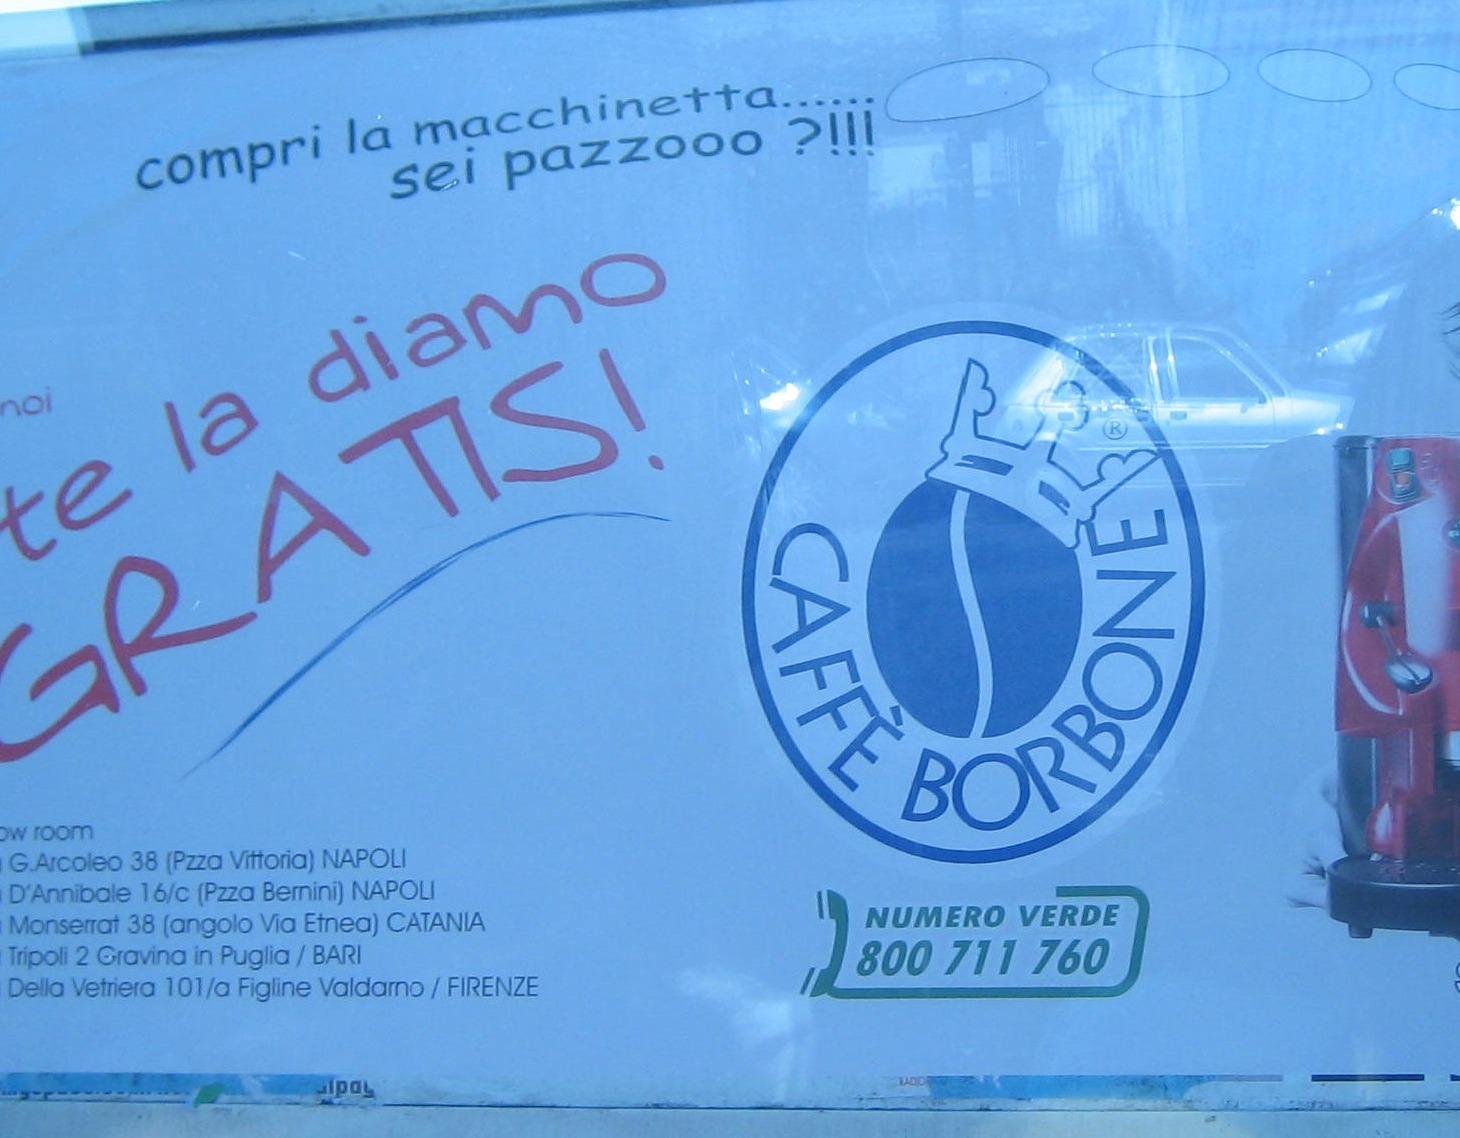 compri la macchinetta......
sei pazzooo ?!!!
noi
te la diamo
GRATIS!
CAFFÈ BORBONE ®
room
G.Arcoleo 38 (Pzza Vittoria) NAPOLI
D'Annibale 16/c (Pzza Bernini) NAPOLI
Monserrat 38 (angolo Via Etnea) CATANIA
Tripoli 2 Gravina in Puglia / BARI
Della Vetriera 101/a Figline Valdarno / FIRENZE
NUMERO VERDE
800 711 760